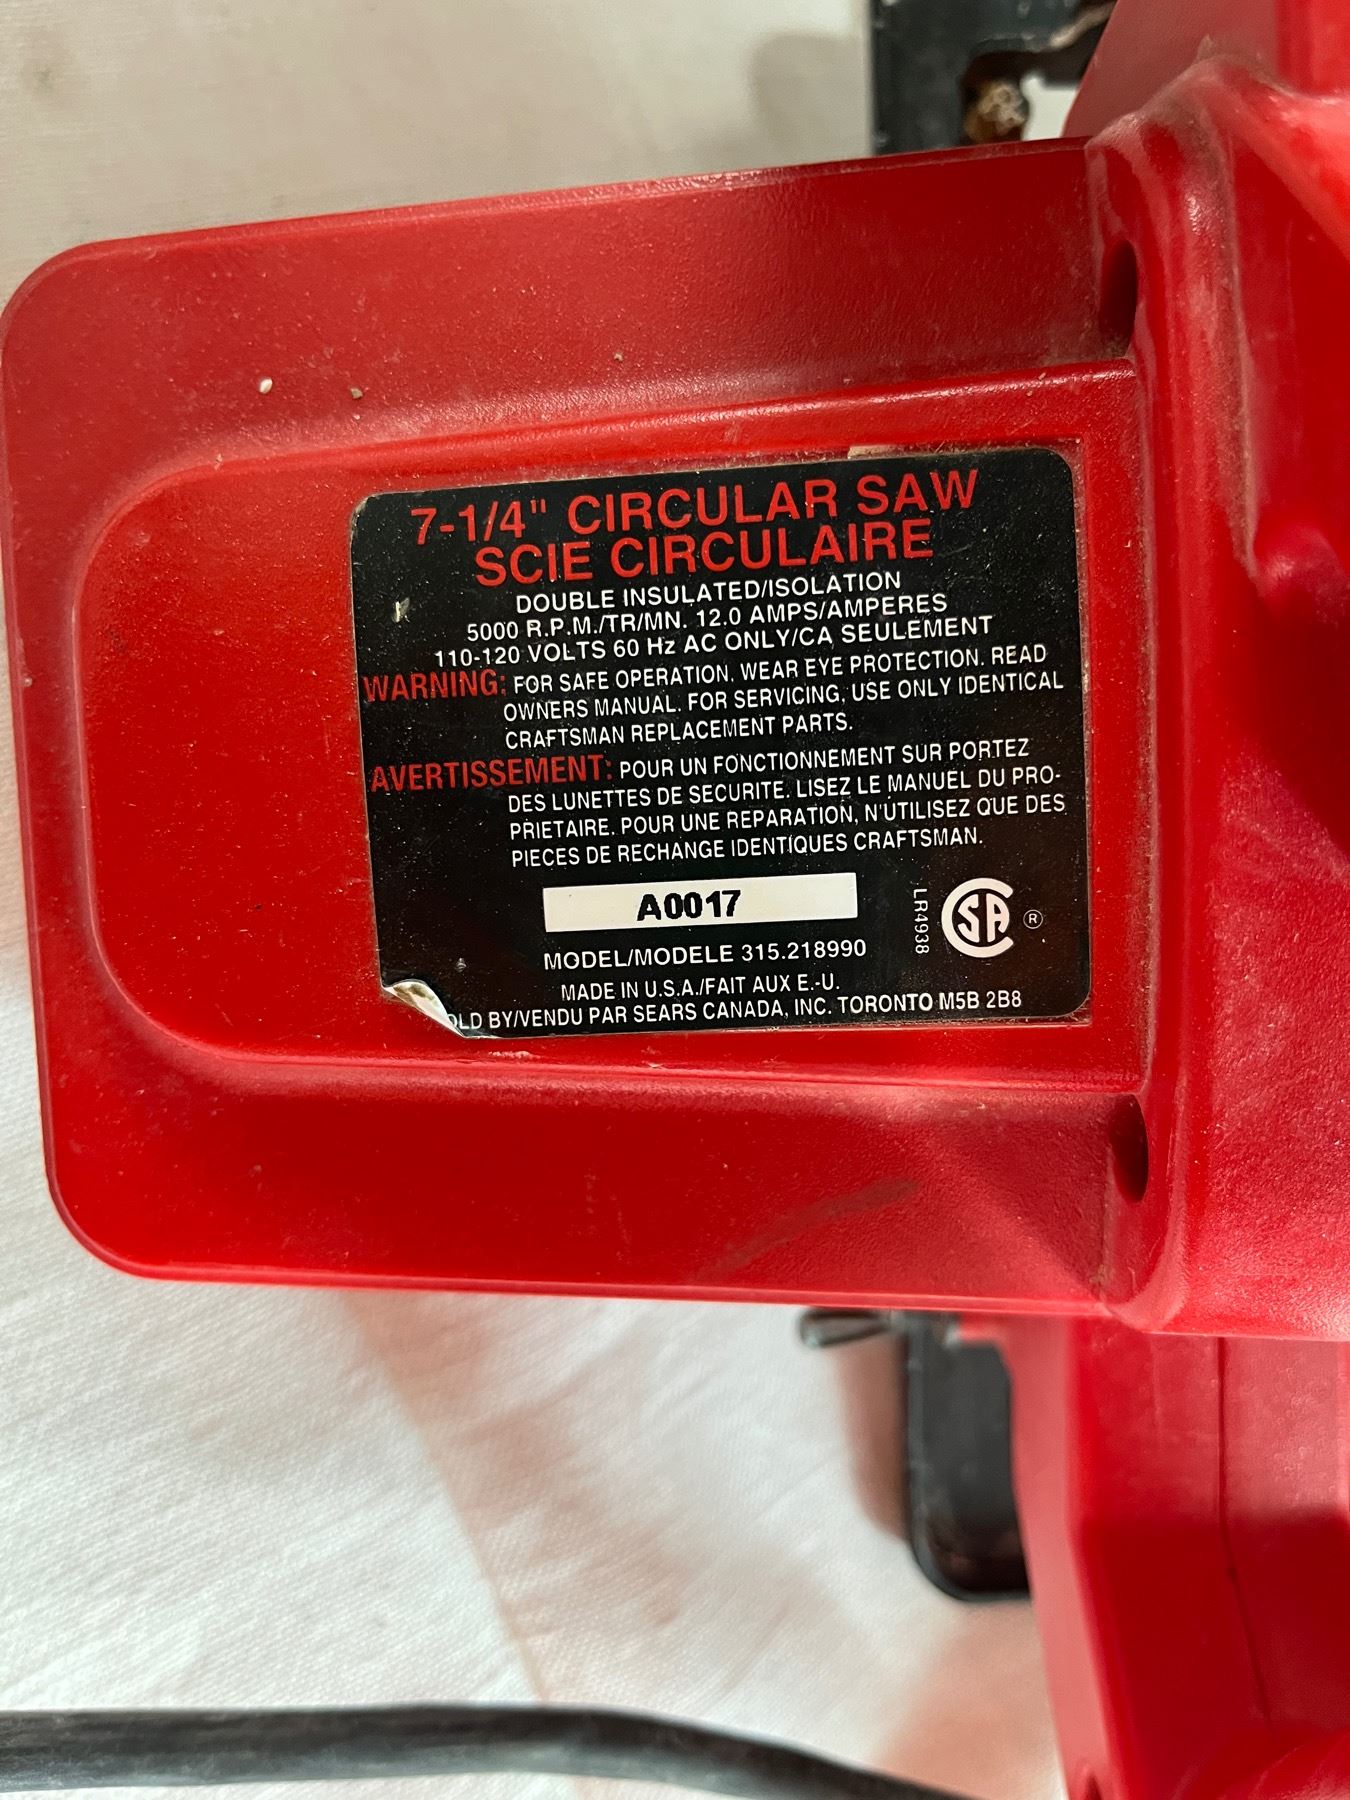 7-1/4" CIRCULAR SAW
SCIE CIRCULAIRE
DOUBLE INSULATED/ISOLATION
5000 R.P.M./TR/MN. 12.0 AMPS/AMPERES
110-120 VOLTS 60 Hz AC ONLY/CA SEULEMENT
WARNING: FOR SAFE OPERATION. WEAR EYE PROTECTION. READ
OWNERS MANUAL. FOR SERVICING, USE ONLY IDENTICAL
CRAFTSMAN REPLACEMENT PARTS.
AVERTISSEMENT: POUR UN FONCTIONNEMENT SUR PORTEZ
DES LUNETTES DE SECURITE. LISEZ LE MANUEL DU PRO-
PRIETAIRE. POUR UNE REPARATION, N'UTILISEZ QUE DES
PIECES DE RECHANGE IDENTIQUES CRAFTSMAN.
A0017
LR4938
CSA ®
MODEL/MODELE 315.218990
MADE IN U.S.A./FAIT AUX E.-U.
OLD BY/VENDU PAR SEARS CANADA, INC. TORONTO M5B 2B8